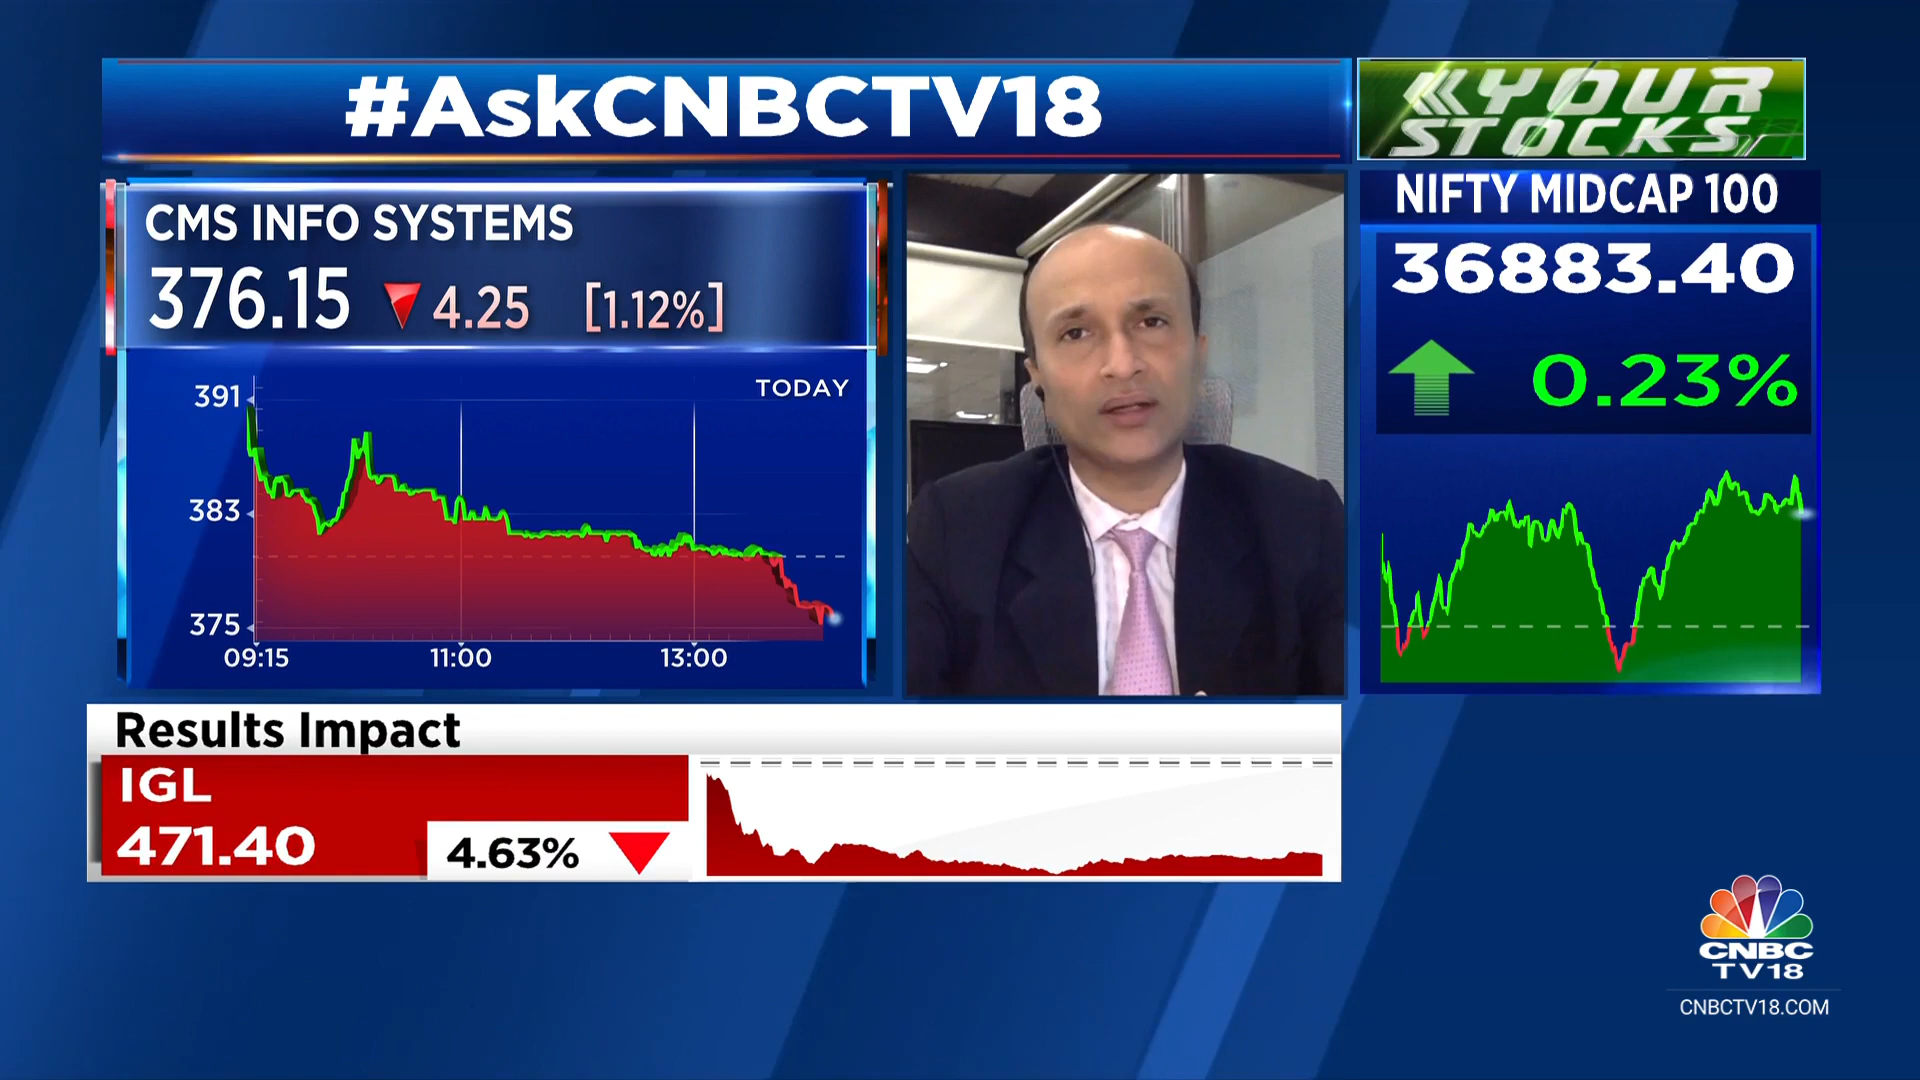 #AskCNBCTV18
YOUR
STOCKS
CMS INFO SYSTEMS
376.15 4.25 [1.12%]
TODAY
391
383
375
09:15 11:00 13:00
NIFTY MIDCAP 100
36883.40
0.23%
Results Impact
IGL
471.40
4.63%
CNBC
TV18
CNBCTV18.COM